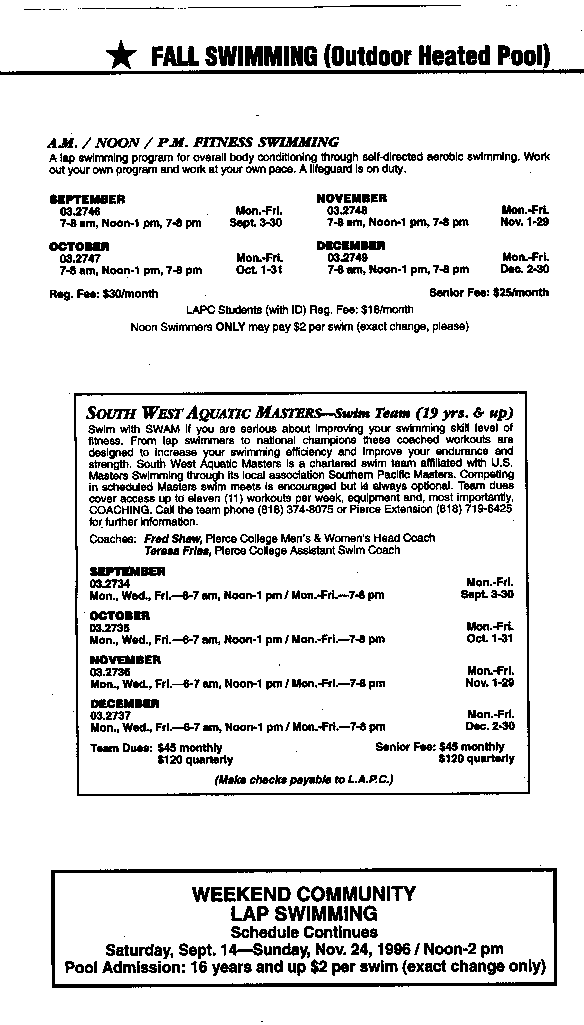 ★ FALL SWIMMING (Outdoor Heated Pool)
A.M. / NOON / P.M. FITNESS SWIMMING
A lap swimming program for overall body conditioning through self-directed aerobic swimming. Work
out your own program and work at your own pace. A lifeguard is on duty.
SEPTEMBER
03.2746 Mon.-Fri.
7-8 am, Noon-1 pm, 7-8 pm Sept. 3-30
OCTOBER
03.2747 Mon.-Fri.
7-8 am, Noon-1 pm, 7-8 pm Oct. 1-31
NOVEMBER
03.2748 Mon.-Fri.
7-8 am, Noon-1 pm, 7-8 pm Nov. 1-29
DECEMBER
03.2749 Mon.-Fri.
7-8 am, Noon-1 pm, 7-8 pm Dec. 2-30
Reg. Fee: $30/month Senior Fee: $25/month
LAPC Students (with ID) Reg. Fee: $16/month
Noon Swimmers ONLY may pay $2 per swim (exact change, please)
SOUTH WEST AQUATIC MASTERS—Swim Team (19 yrs. & up)
Swim with SWAM if you are serious about improving your swimming skill level of
fitness. From lap swimmers to national champions these coached workouts are
designed to increase your swimming efficiency and improve your endurance and
strength. South West Aquatic Masters is a chartered swim team affiliated with U.S.
Masters Swimming through its local association Southern Pacific Masters. Competing
in scheduled Masters swim meets is encouraged but is always optional. Team dues
cover access up to eleven (11) workouts per week, equipment and, most importantly,
COACHING. Call the team phone (818) 374-8075 or Pierce Extension (818) 719-6425
for further information.
Coaches: Fred Shaw, Pierce College Men's & Women's Head Coach
Teresa Fries, Pierce College Assistant Swim Coach
SEPTEMBER
03.2734 Mon.-Fri.
Mon., Wed., Fri.—6-7 am, Noon-1 pm / Mon.-Fri.—7-8 pm Sept. 3-30
OCTOBER
03.2735 Mon.-Fri.
Mon., Wed., Fri.—6-7 am, Noon-1 pm / Mon.-Fri.—7-8 pm Oct. 1-31
NOVEMBER
03.2736 Mon.-Fri.
Mon., Wed., Fri.—6-7 am, Noon-1 pm / Mon.-Fri.—7-8 pm Nov. 1-29
DECEMBER
03.2737 Mon.-Fri.
Mon., Wed., Fri.—6-7 am, Noon-1 pm / Mon.-Fri.—7-8 pm Dec. 2-30
Team Dues: $45 monthly Senior Fee: $45 monthly
$120 quarterly $120 quarterly
(Make checks payable to L.A.P.C.)
WEEKEND COMMUNITY
LAP SWIMMING
Schedule Continues
Saturday, Sept. 14—Sunday, Nov. 24, 1996 / Noon-2 pm
Pool Admission: 16 years and up $2 per swim (exact change only)